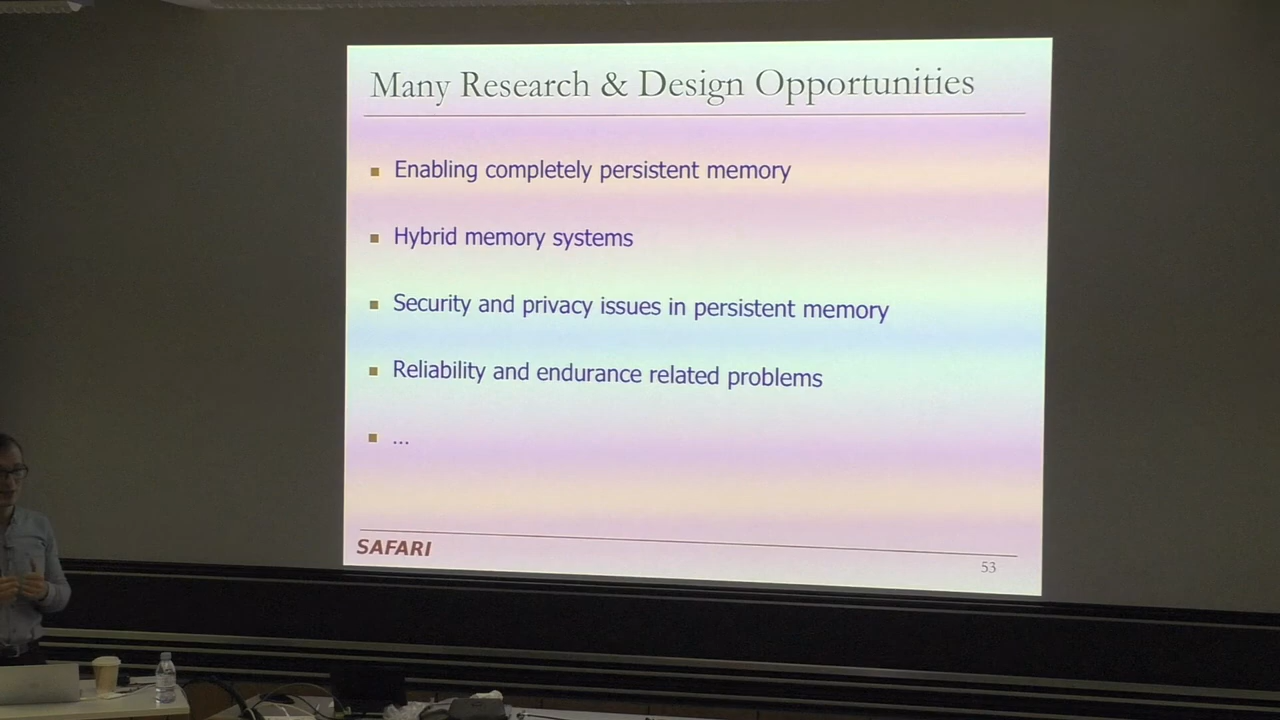 Many Research & Design Opportunities
▪ Enabling completely persistent memory
▪ Hybrid memory systems
▪ Security and privacy issues in persistent memory
▪ Reliability and endurance related problems
▪ ...
SAFARI
53